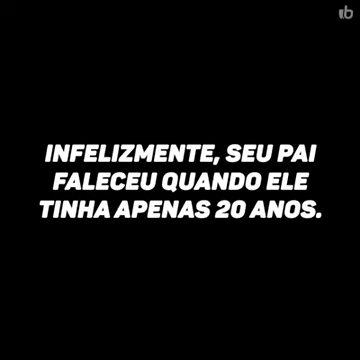 INFELIZMENTE, SEU PAI
FALECEU QUANDO ELE
TINHA APENAS 20 ANOS.